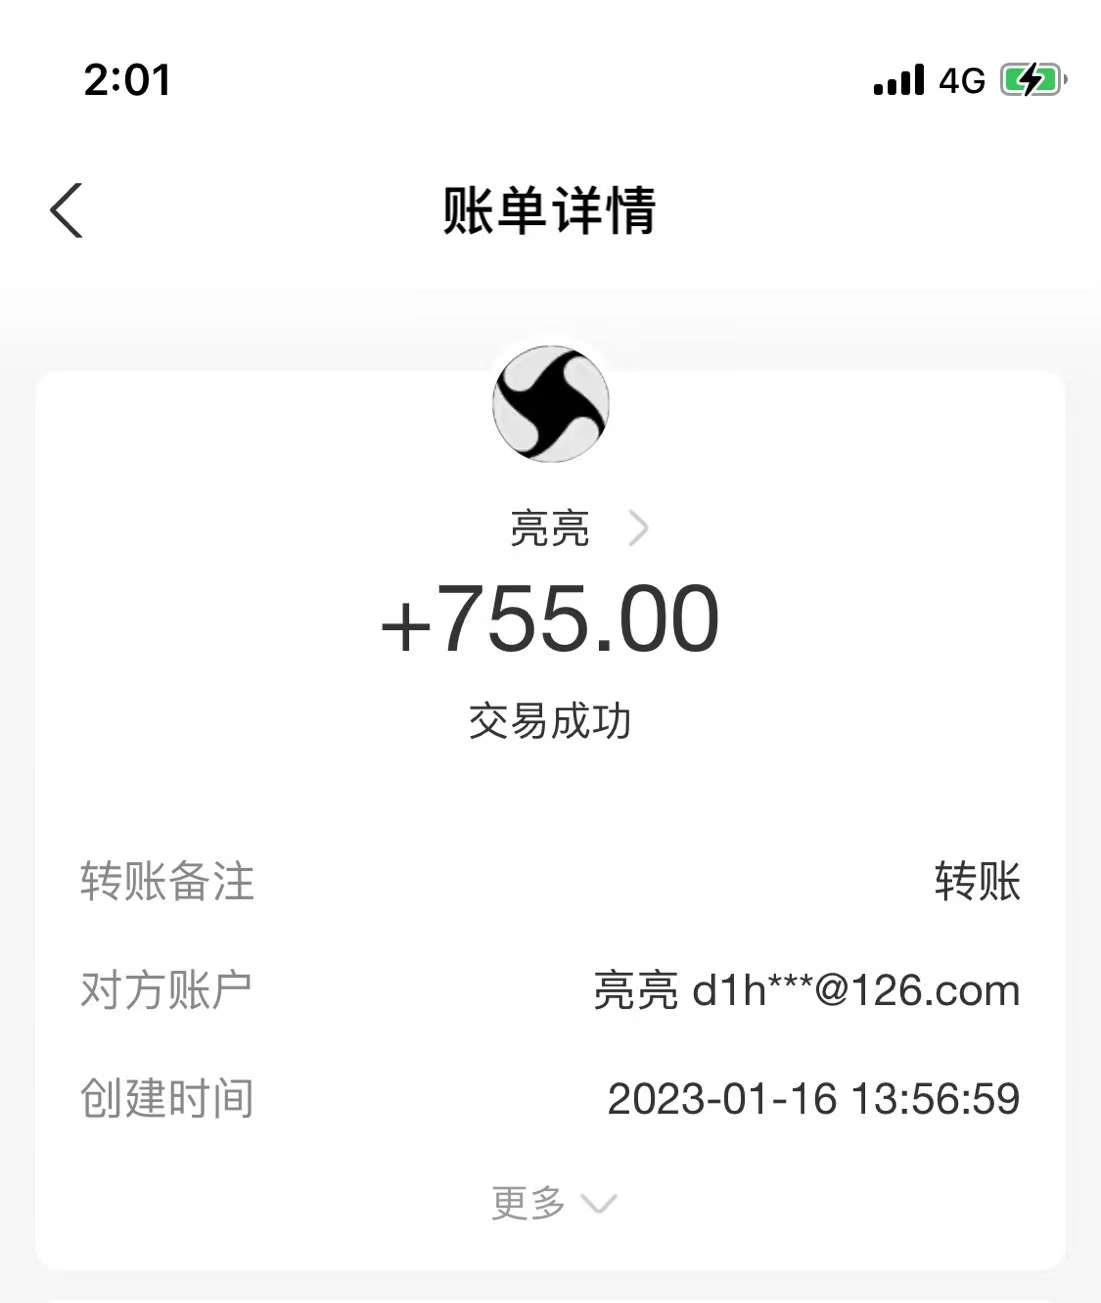 2:01 4G
账单详情
亮亮
+755.00
交易成功
转账备注 转账
对方账户 亮亮 d1h***@126.com
创建时间 2023-01-16 13:56:59
更多